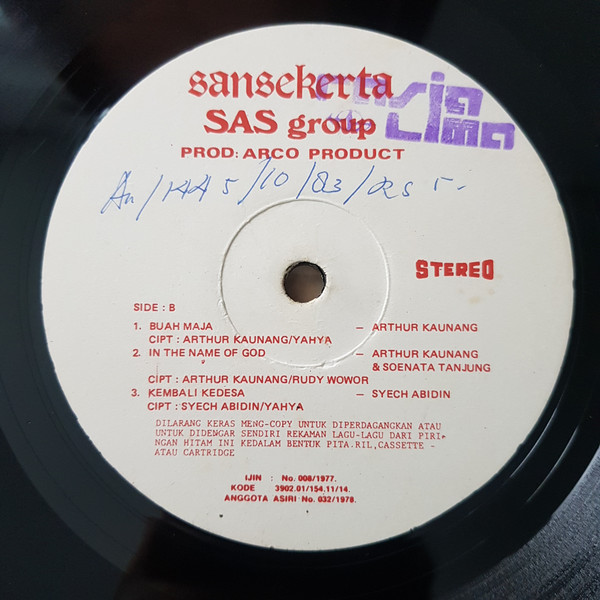 sansekerta
SAS group
PROD: ARCO PRODUCT
STEREO
SIDE : B
1. BUAH MAJA – ARTHUR KAUNANG
CIPT : ARTHUR KAUNANG/YAHYA
2. IN THE NAME OF GOD – ARTHUR KAUNANG
& SOENATA TANJUNG
CIPT : ARTHUR KAUNANG/RUDY WOWOR
3. KEMBALI KEDESA – SYECH ABIDIN
CIPT : SYECH ABIDIN/YAHYA
DILARANG KERAS MENG-COPY UNTUK DIPERDAGANGKAN ATAU
UNTUK DIDENGAR SENDIRI REKAMAN LAGU-LAGU DARI PIRI-
NGAN HITAM INI KEDALAM BENTUK PITA.RIL,CASSETTE -
ATAU CARTRIDGE
IJIN : No. 008/1977.
KODE 3902.01/154.11/14.
ANGGOTA ASIRI No. 032/1978.